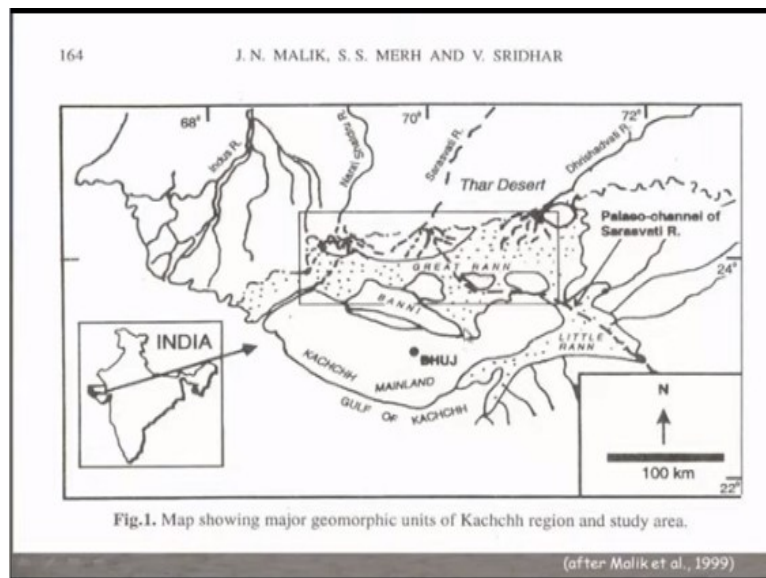 164
J. N. MALIK, S. S. MERH AND V. SRIDHAR
68°
70°
72°
Indus R.
Narai Shadru R.
Sarasvati R.
Dhrishadvati R.
Thar Desert
Palaeo-channel of
Sarasvati R.
GREAT RANN
24°
BANNI
INDIA
BHUJ
LITTLE
RANN
KACHCHH
MAINLAND
GULF OF KACHCHH
N
100 km
22°
Fig.1. Map showing major geomorphic units of Kachchh region and study area.
(after Malik et al., 1999)